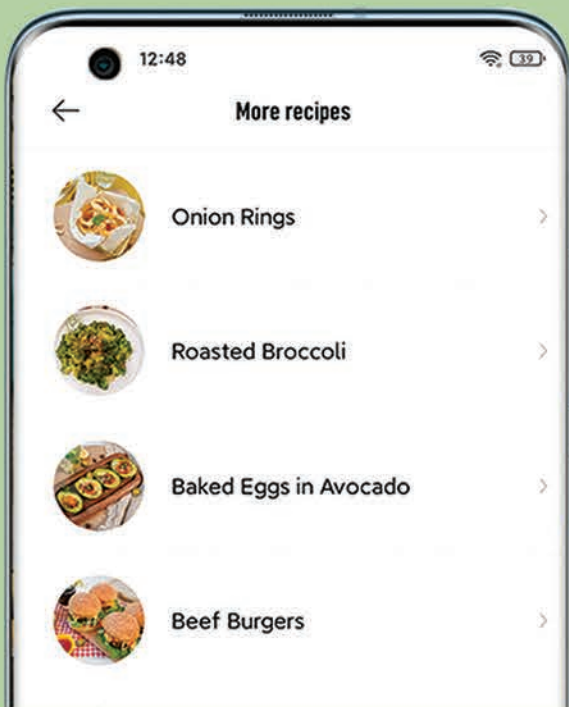 12:48
39
More recipes
Onion Rings
Roasted Broccoli
Baked Eggs in Avocado
Beef Burgers